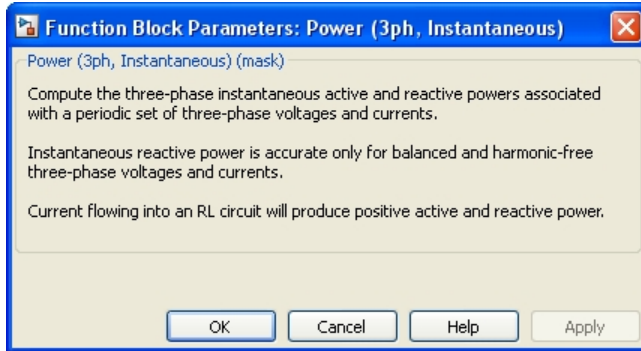 Function Block Parameters: Power (3ph, Instantaneous)
Power (3ph, Instantaneous) (mask)
Compute the three-phase instantaneous active and reactive powers associated
with a periodic set of three-phase voltages and currents.
Instantaneous reactive power is accurate only for balanced and harmonic-free
three-phase voltages and currents.
Current flowing into an RL circuit will produce positive active and reactive power.
OK Cancel Help Apply